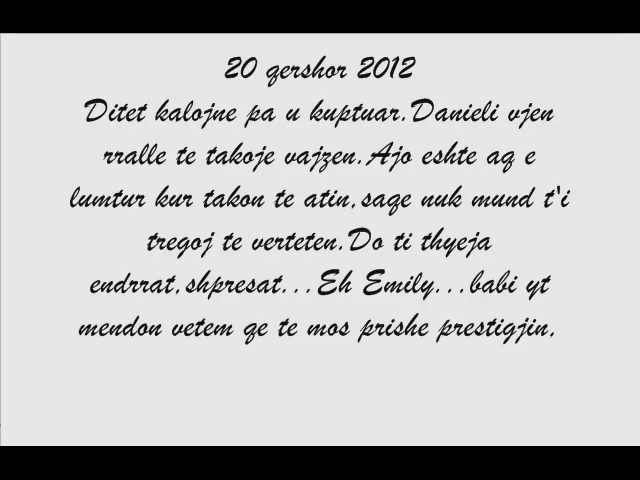 20 qershor 2012
Ditet kalojne pa u kuptuar.Danieli vjen
rralle te takoje vajzen.Ajo eshte aq e
lumtur kur takon te atin,saqe nuk mund t'i
tregoj te verteten.Do ti thyeja
endrrat,shpresat...Eh Emily...babi yt
mendon vetem qe te mos prishe prestigjin.